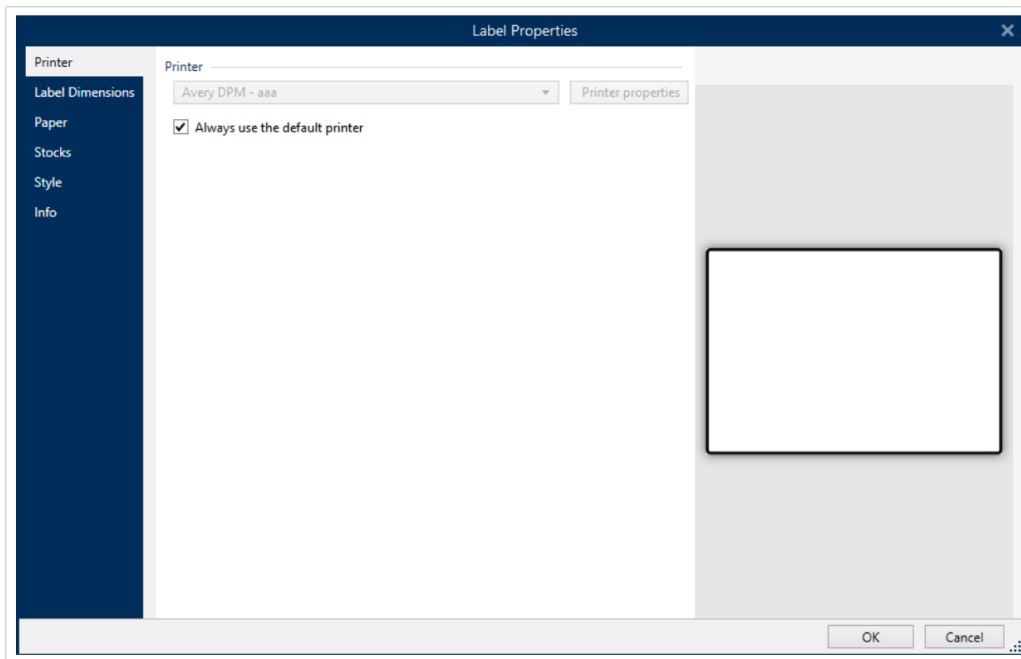 Label Properties
Printer
Label Dimensions
Paper
Stocks
Style
Info
Printer
Avery DPM - aaa
Printer properties
Always use the default printer
OK
Cancel